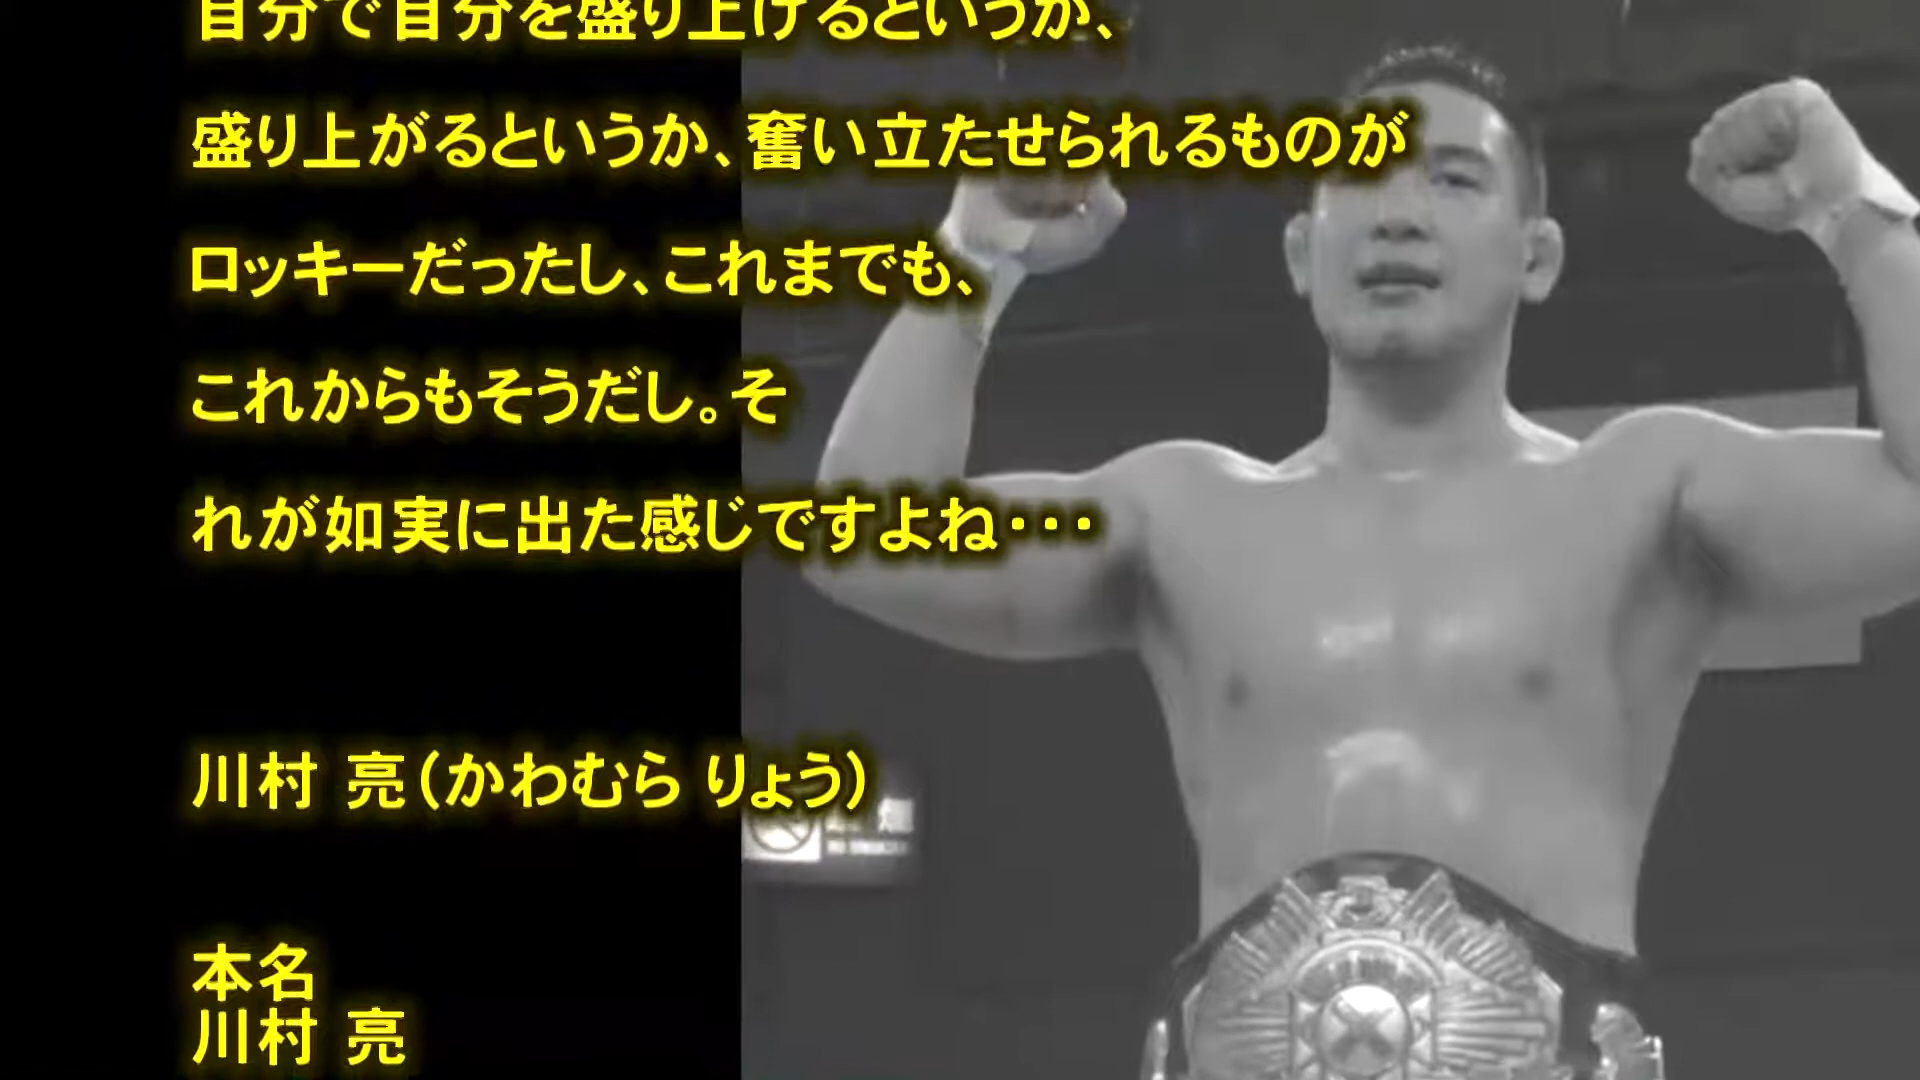 自分で自分を盛り上げるというか、
盛り上がるというか、奮い立たせられるものが
ロッキーだったし、これまでも、
これからもそうだし。そ
れが如実に出た感じですよね・・・
川村 亮（かわむら りょう）
本名
川村 亮